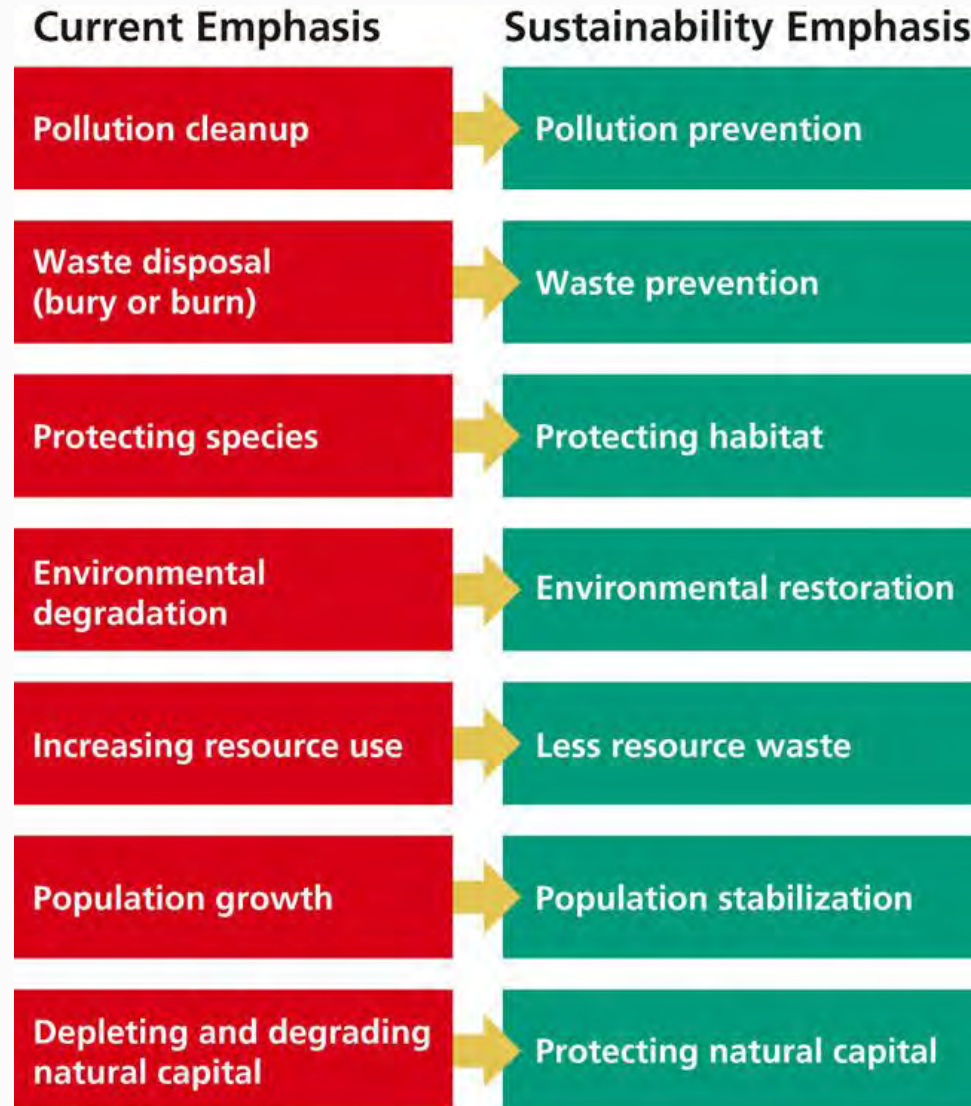 Current Emphasis
Sustainability Emphasis
Pollution cleanup
Pollution prevention
Waste disposal
(bury or burn)
Waste prevention
Protecting species
Protecting habitat
Environmental
degradation
Environmental restoration
Increasing resource use
Less resource waste
Population growth
Population stabilization
Depleting and degrading
natural capital
Protecting natural capital